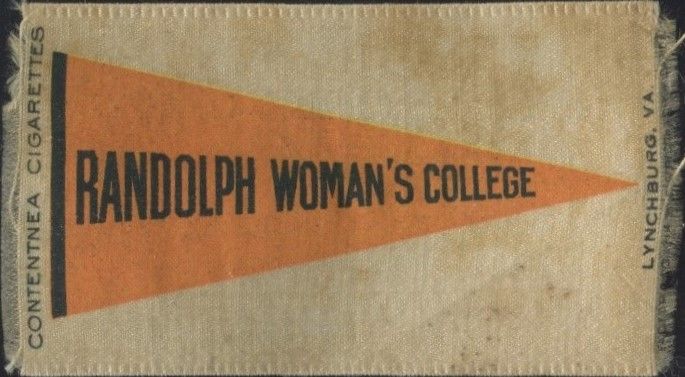 CONTENTNEA CIGARETTES
RANDOLPH WOMAN'S COLLEGE
LYNCHBURG, VA.